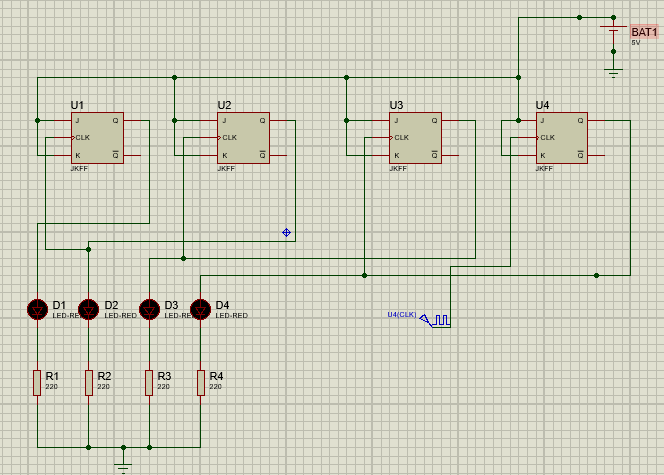 BAT1
5V
U1
J Q
CLK
K Q
JKFF
U2
J Q
CLK
K Q
JKFF
U3
J Q
CLK
K Q
JKFF
U4
J Q
CLK
K Q
JKFF
D1
LED-RED
D2
LED-RED
D3
LED-RED
D4
LED-RED
U4(CLK)
R1
220
R2
220
R3
220
R4
220